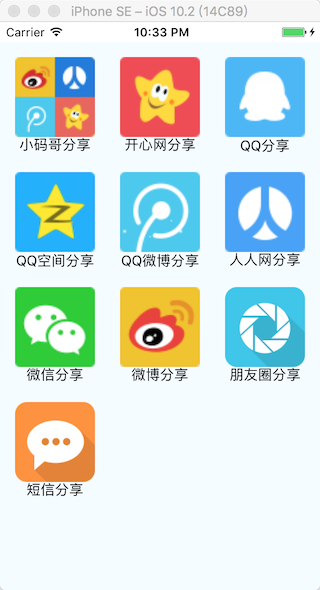 iPhone SE – iOS 10.2 (14C89)
Carrier 10:33 PM
小码哥分享 开心网分享 QQ分享
QQ空间分享 QQ微博分享 人人网分享
微信分享 微博分享 朋友圈分享
短信分享